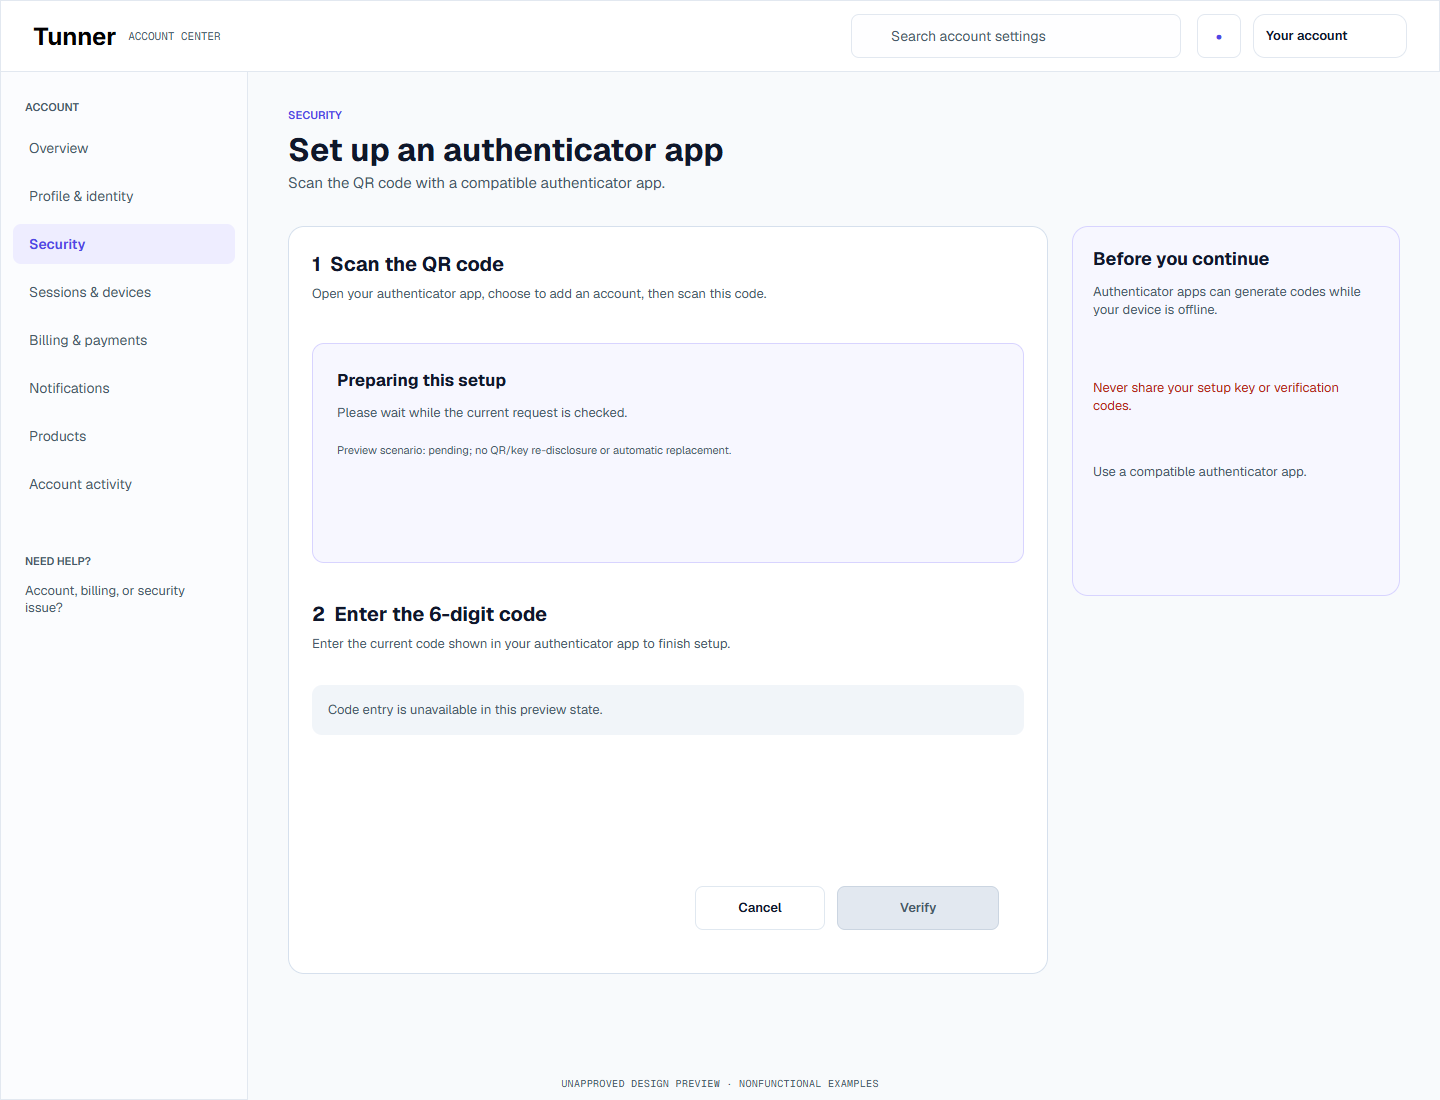 Tunner ACCOUNT CENTER
Search account settings
Your account
ACCOUNT
Overview
Profile & identity
Security
Sessions & devices
Billing & payments
Notifications
Products
Account activity
NEED HELP?
Account, billing, or security
issue?
SECURITY
Set up an authenticator app
Scan the QR code with a compatible authenticator app.
1 Scan the QR code
Open your authenticator app, choose to add an account, then scan this code.
Preparing this setup
Please wait while the current request is checked.
Preview scenario: pending; no QR/key re-disclosure or automatic replacement.
2 Enter the 6-digit code
Enter the current code shown in your authenticator app to finish setup.
Code entry is unavailable in this preview state.
Cancel
Verify
Before you continue
Authenticator apps can generate codes while
your device is offline.
Never share your setup key or verification
codes.
Use a compatible authenticator app.
UNAPPROVED DESIGN PREVIEW · NONFUNCTIONAL EXAMPLES